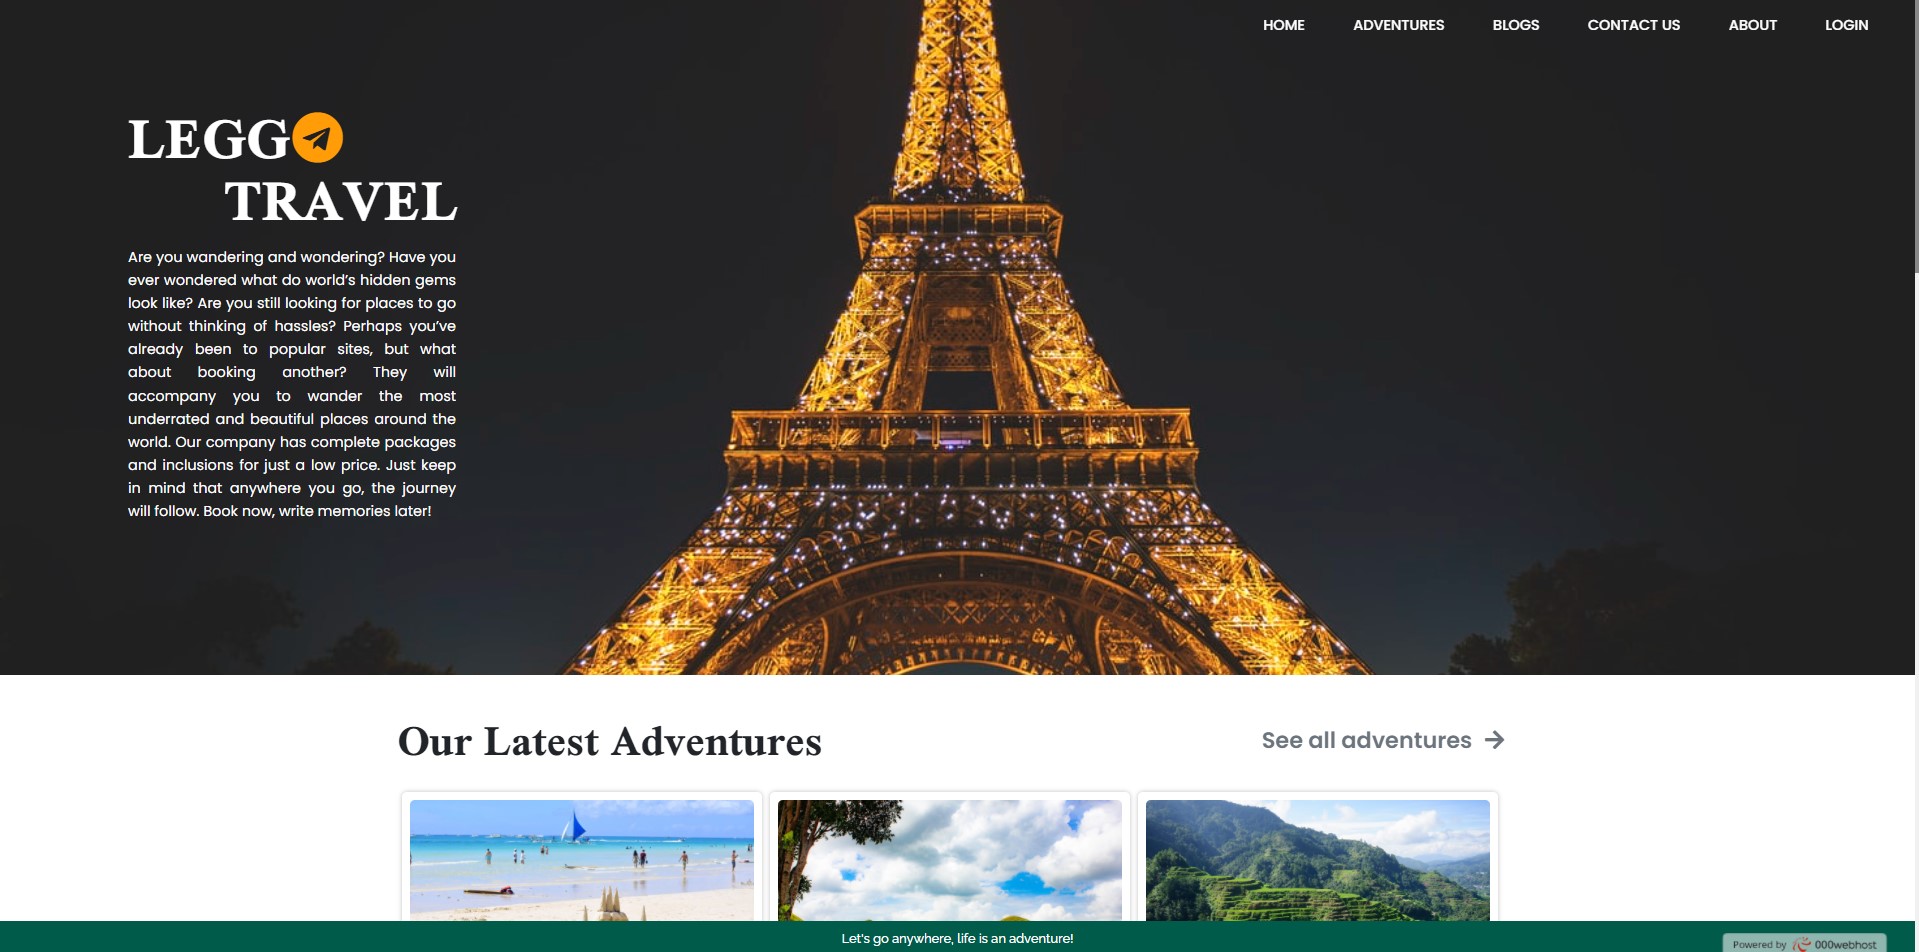 HOME ADVENTURES BLOGS CONTACT US ABOUT LOGIN
LEGG
TRAVEL
Are you wandering and wondering? Have you
ever wondered what do world's hidden gems
look like? Are you still looking for places to go
without thinking of hassles? Perhaps you've
already been to popular sites, but what
about booking another? They will
accompany you to wander the most
underrated and beautiful places around the
world. Our company has complete packages
and inclusions for just a low price. Just keep
in mind that anywhere you go, the journey
will follow. Book now, write memories later!
Our Latest Adventures
See all adventures
Let's go anywhere, life is an adventure!
Powered by 000webhost